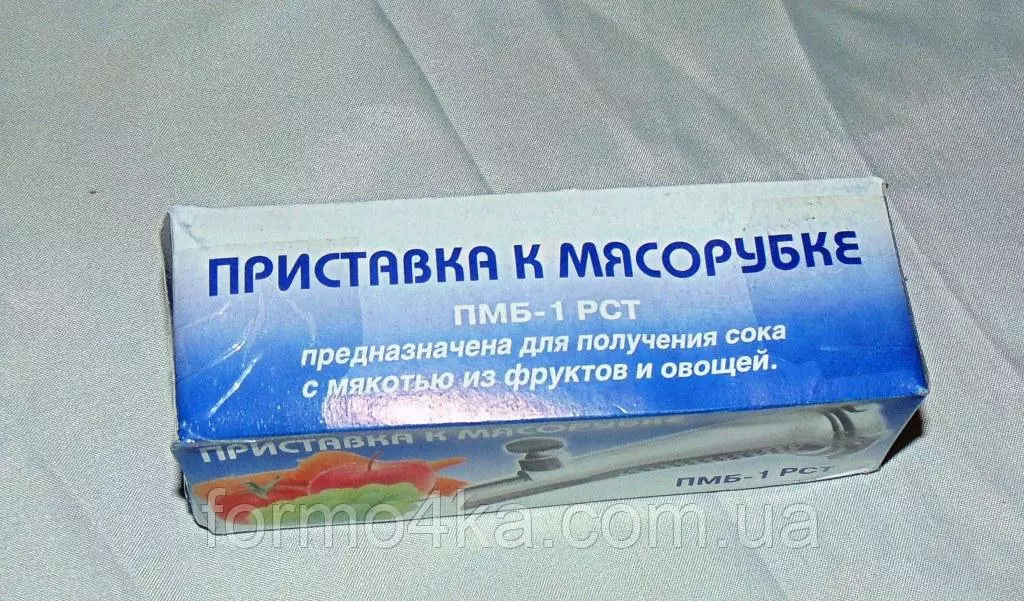 ПРИСТАВКА К МЯСОРУБКЕ
ПМБ-1 РСТ
предназначена для получения сока
с мякотью из фруктов и овощей.
ПРИСТАВКА К МЯСОРУБКЕ
ПМБ-1 РСТ
formo4ka.com.ua